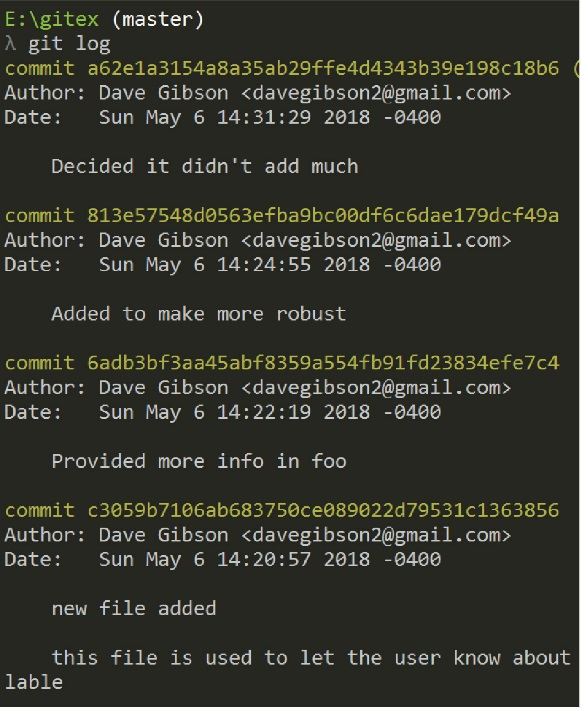 E:\gitex (master)
λ git log
commit a62e1a3154a8a35ab29ffe4d4343b39e198c18b6 (
Author: Dave Gibson <davegibson2@gmail.com>
Date:   Sun May 6 14:31:29 2018 -0400
Decided it didn't add much
commit 813e57548d0563efba9bc00df6c6dae179dcf49a
Author: Dave Gibson <davegibson2@gmail.com>
Date:   Sun May 6 14:24:55 2018 -0400
Added to make more robust
commit 6adb3bf3aa45abf8359a554fb91fd23834efe7c4
Author: Dave Gibson <davegibson2@gmail.com>
Date:   Sun May 6 14:22:19 2018 -0400
Provided more info in foo
commit c3059b7106ab683750ce089022d79531c1363856
Author: Dave Gibson <davegibson2@gmail.com>
Date:   Sun May 6 14:20:57 2018 -0400
new file added
this file is used to let the user know about
lable